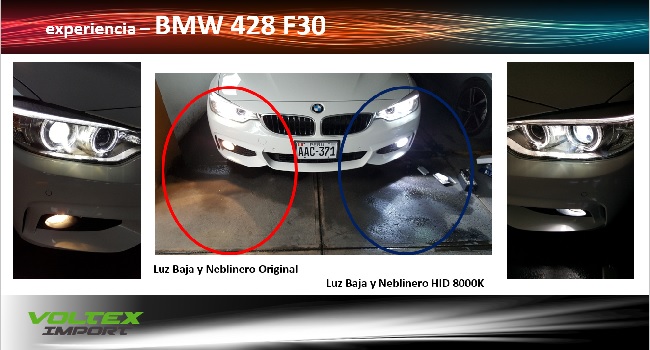 experiencia – BMW 428 F30
AAC-371
Luz Baja y Neblinero Original
Luz Baja y Neblinero HID 8000K
VOLTEX
IMPORT